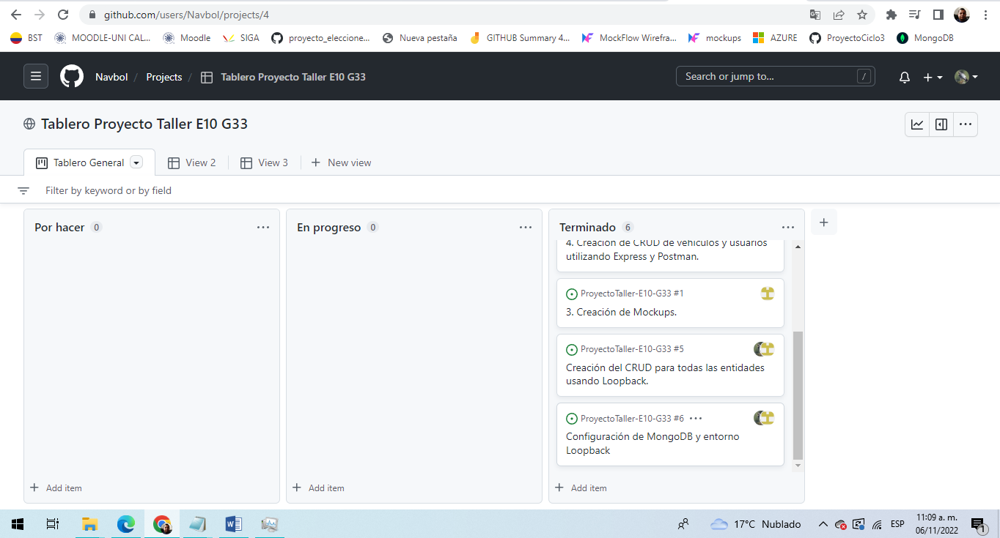 github.com/users/Navbol/projects/4
BST MOODLE-UNI CAL... Moodle SIGA proyecto_eleccione... Nueva pestaña GITHUB Summary 4... MockFlow Wirefra... mockups AZURE ProyectoCiclo3 MongoDB
Navbol / Projects / Tablero Proyecto Taller E10 G33 Search or jump to... /
Tablero Proyecto Taller E10 G33
Tablero General View 2 View 3 New view
Filter by keyword or by field
Por hacer 0
En progreso 0
Terminado 6
4. Creación de CRUD de vehículos y usuarios
utilizando Express y Postman.
ProyectoTaller-E10-G33 #1
3. Creación de Mockups.
ProyectoTaller-E10-G33 #5
Creación del CRUD para todas las entidades
usando Loopback.
ProyectoTaller-E10-G33 #6
Configuración de MongoDB y entorno
Loopback
Add item Add item Add item
17°C Nublado ESP
11:09 a. m.
06/11/2022
1